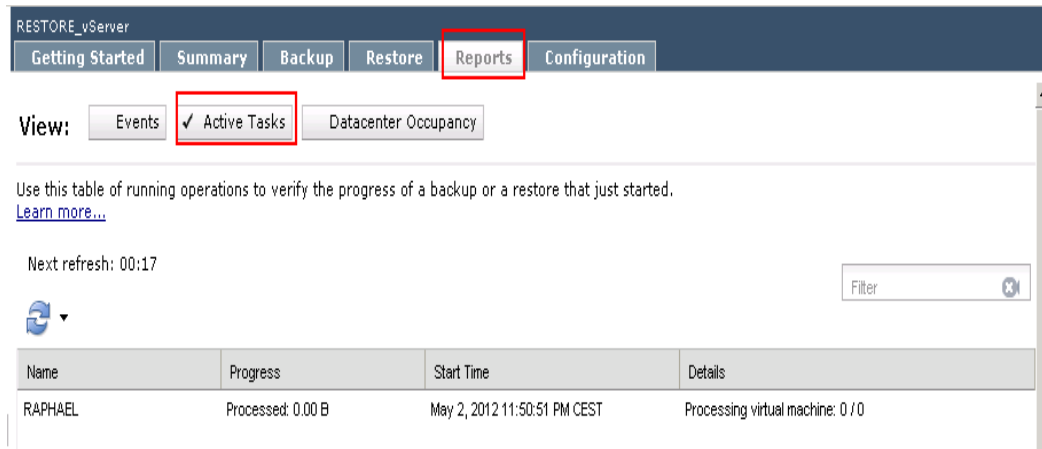 RESTORE_vServer
Getting Started Summary Backup Restore Reports Configuration
View: Events ✓ Active Tasks Datacenter Occupancy
Use this table of running operations to verify the progress of a backup or a restore that just started.
Learn more...
Next refresh: 00:17
Filter
Name Progress Start Time Details
RAPHAEL Processed: 0.00 B May 2, 2012 11:50:51 PM CEST Processing virtual machine: 0 / 0